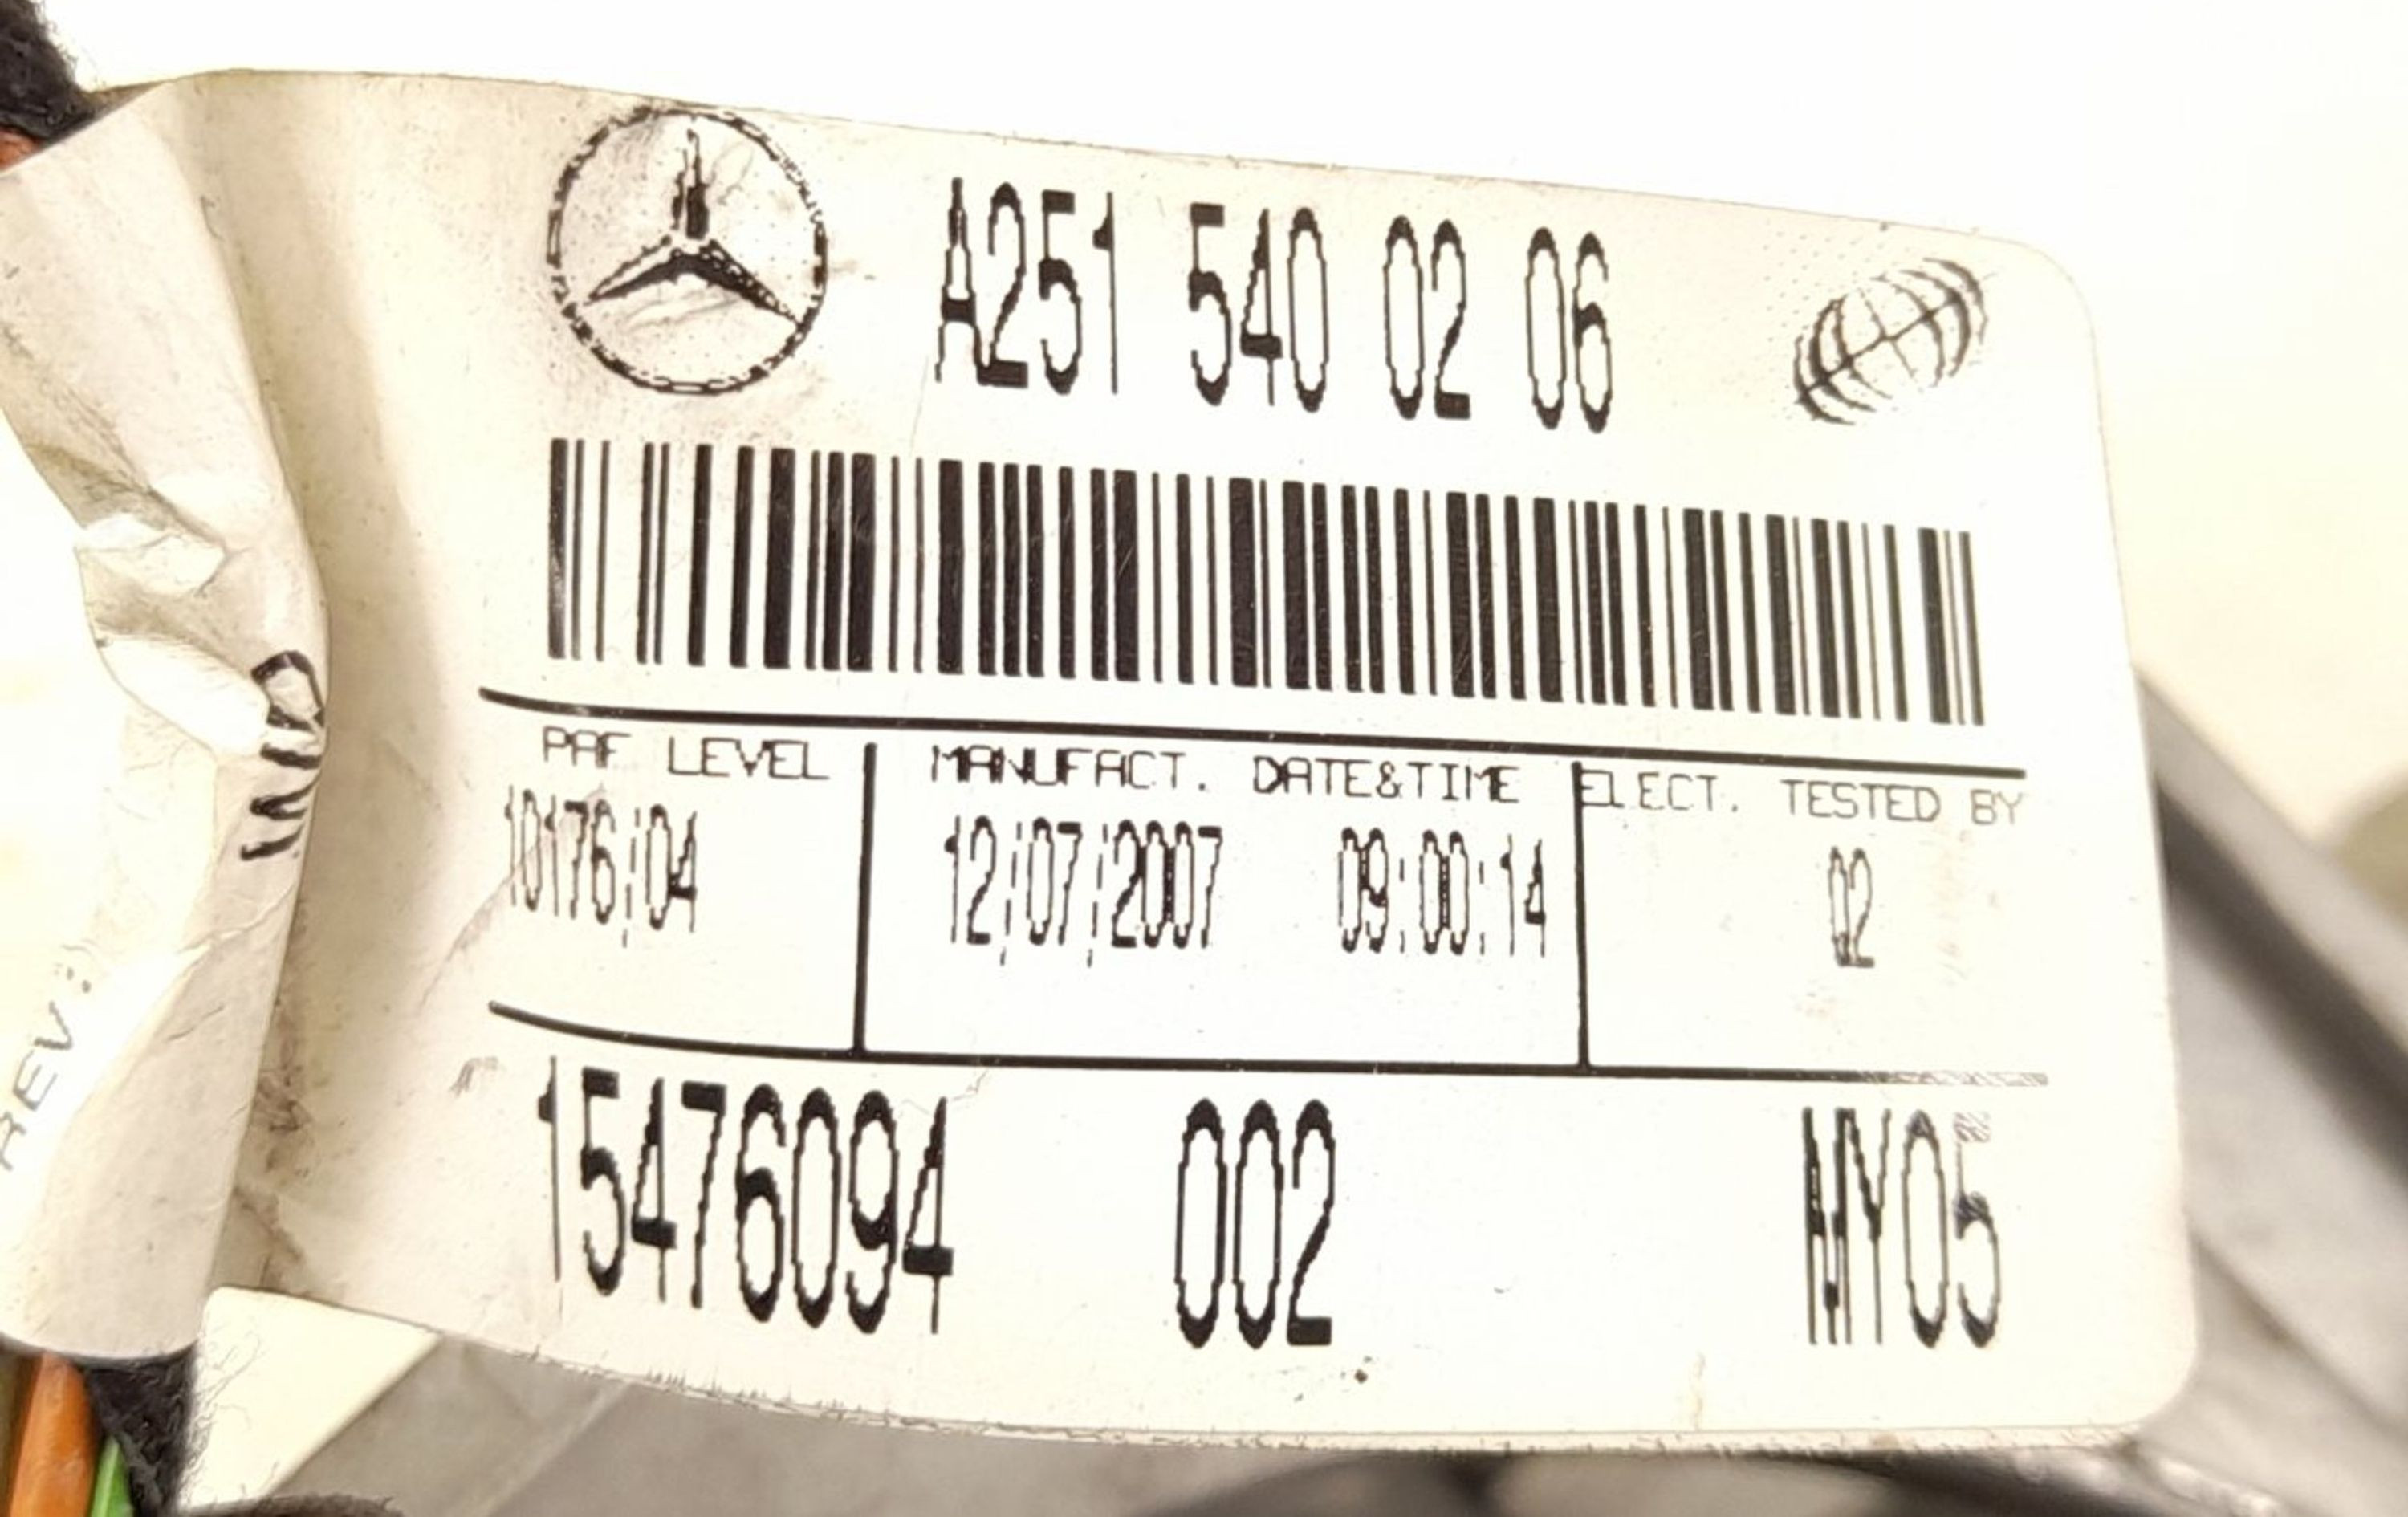 A251 540 02 06
PAF LEVEL
MANUFACT. DATE&TIME
ELECT. TESTED BY
10176/04
12/07/2007 09:00:14
02
15476094 002 MY05
REV: